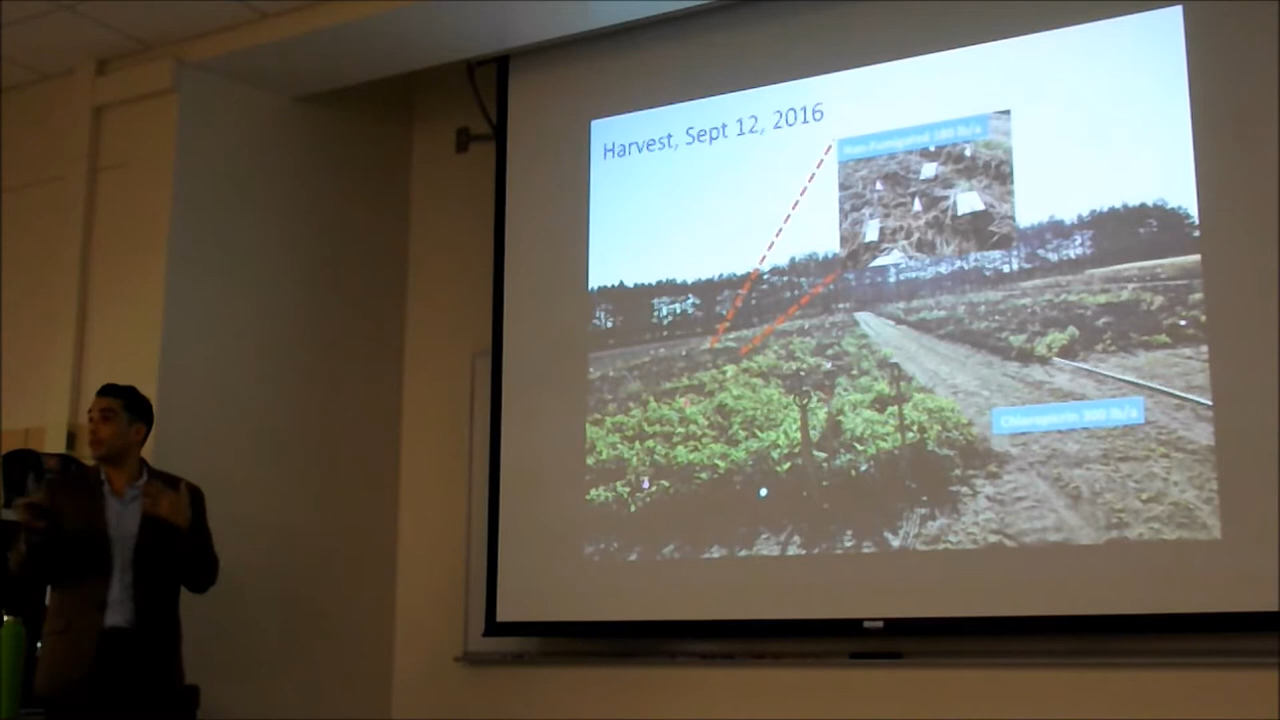 Harvest, Sept 12, 2016
Non-Fumigated 180 lb/a
Chloropicrin 300 lb/a